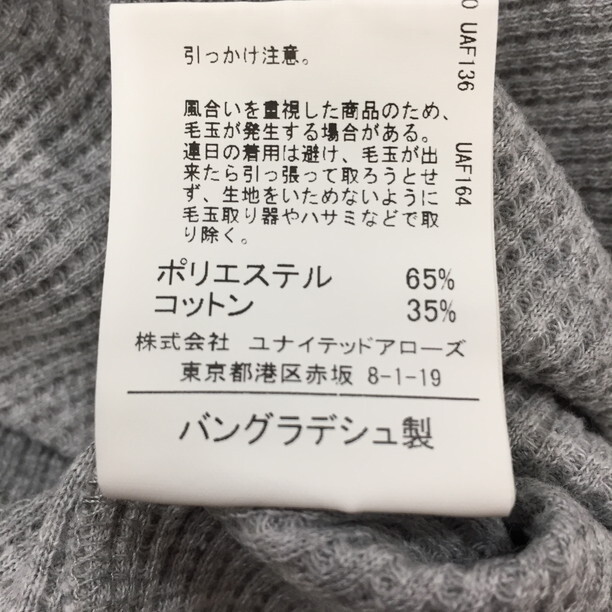 引っかけ注意。
風合いを重視した商品のため、
毛玉が発生する場合がある。
連日の着用は避け、毛玉が出
来たら引っ張って取ろうとせ
ず、生地をいためないように
毛玉取り器やハサミなどで取
り除く。
ポリエステル 65%
コットン 35%
株式会社 ユナイテッドアローズ
東京都港区赤坂 8-1-19
バングラデシュ製
0 UAF136 UAF164